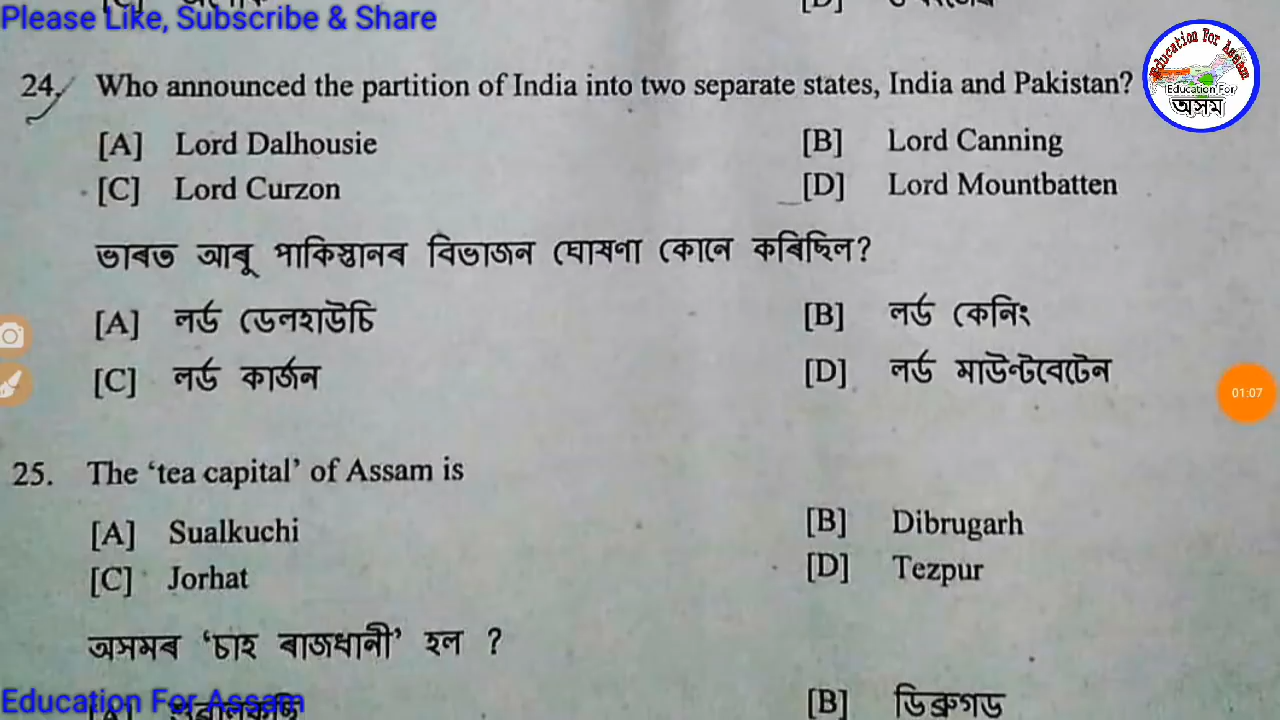 Please Like, Subscribe & Share
Education For Assam
Education For
অসম
24. Who announced the partition of India into two separate states, India and Pakistan?
[A] Lord Dalhousie [B] Lord Canning
[C] Lord Curzon [D] Lord Mountbatten
ভাৰত আৰু পাকিস্তানৰ বিভাজন ঘোষণা কোনে কৰিছিল?
[A] লৰ্ড ডেলহাউচি [B] লৰ্ড কেনিং
[C] লৰ্ড কাৰ্জন [D] লৰ্ড মাউন্টবেটেন
01:07
25. The ‘tea capital’ of Assam is
[A] Sualkuchi [B] Dibrugarh
[C] Jorhat [D] Tezpur
অসমৰ ‘চাহ ৰাজধানী’ হল ?
Education For Assam
[B] ডিব্ৰুগড়